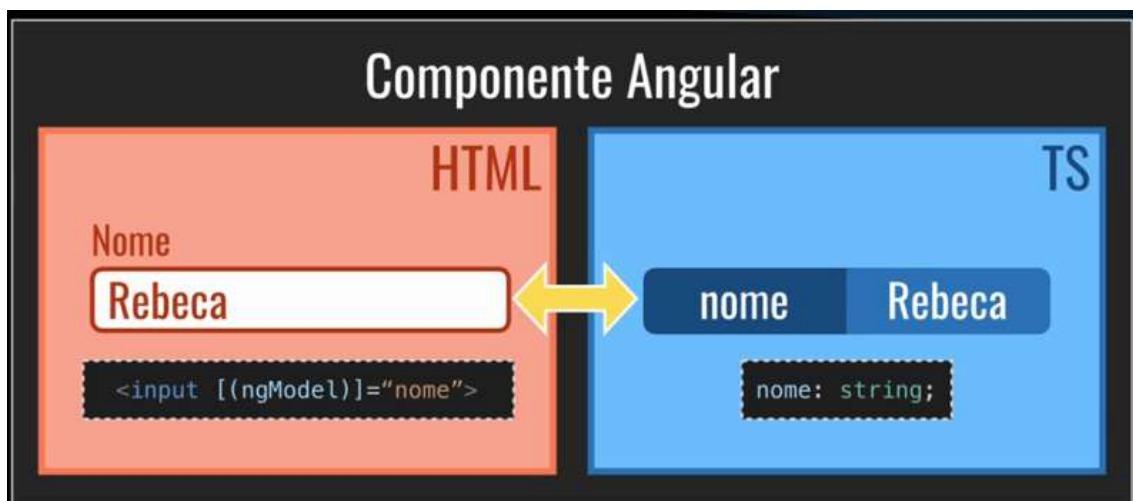 Componente Angular
HTML
Nome
Rebeca
<input [(ngModel)]=“nome”>
TS
nome Rebeca
nome: string;